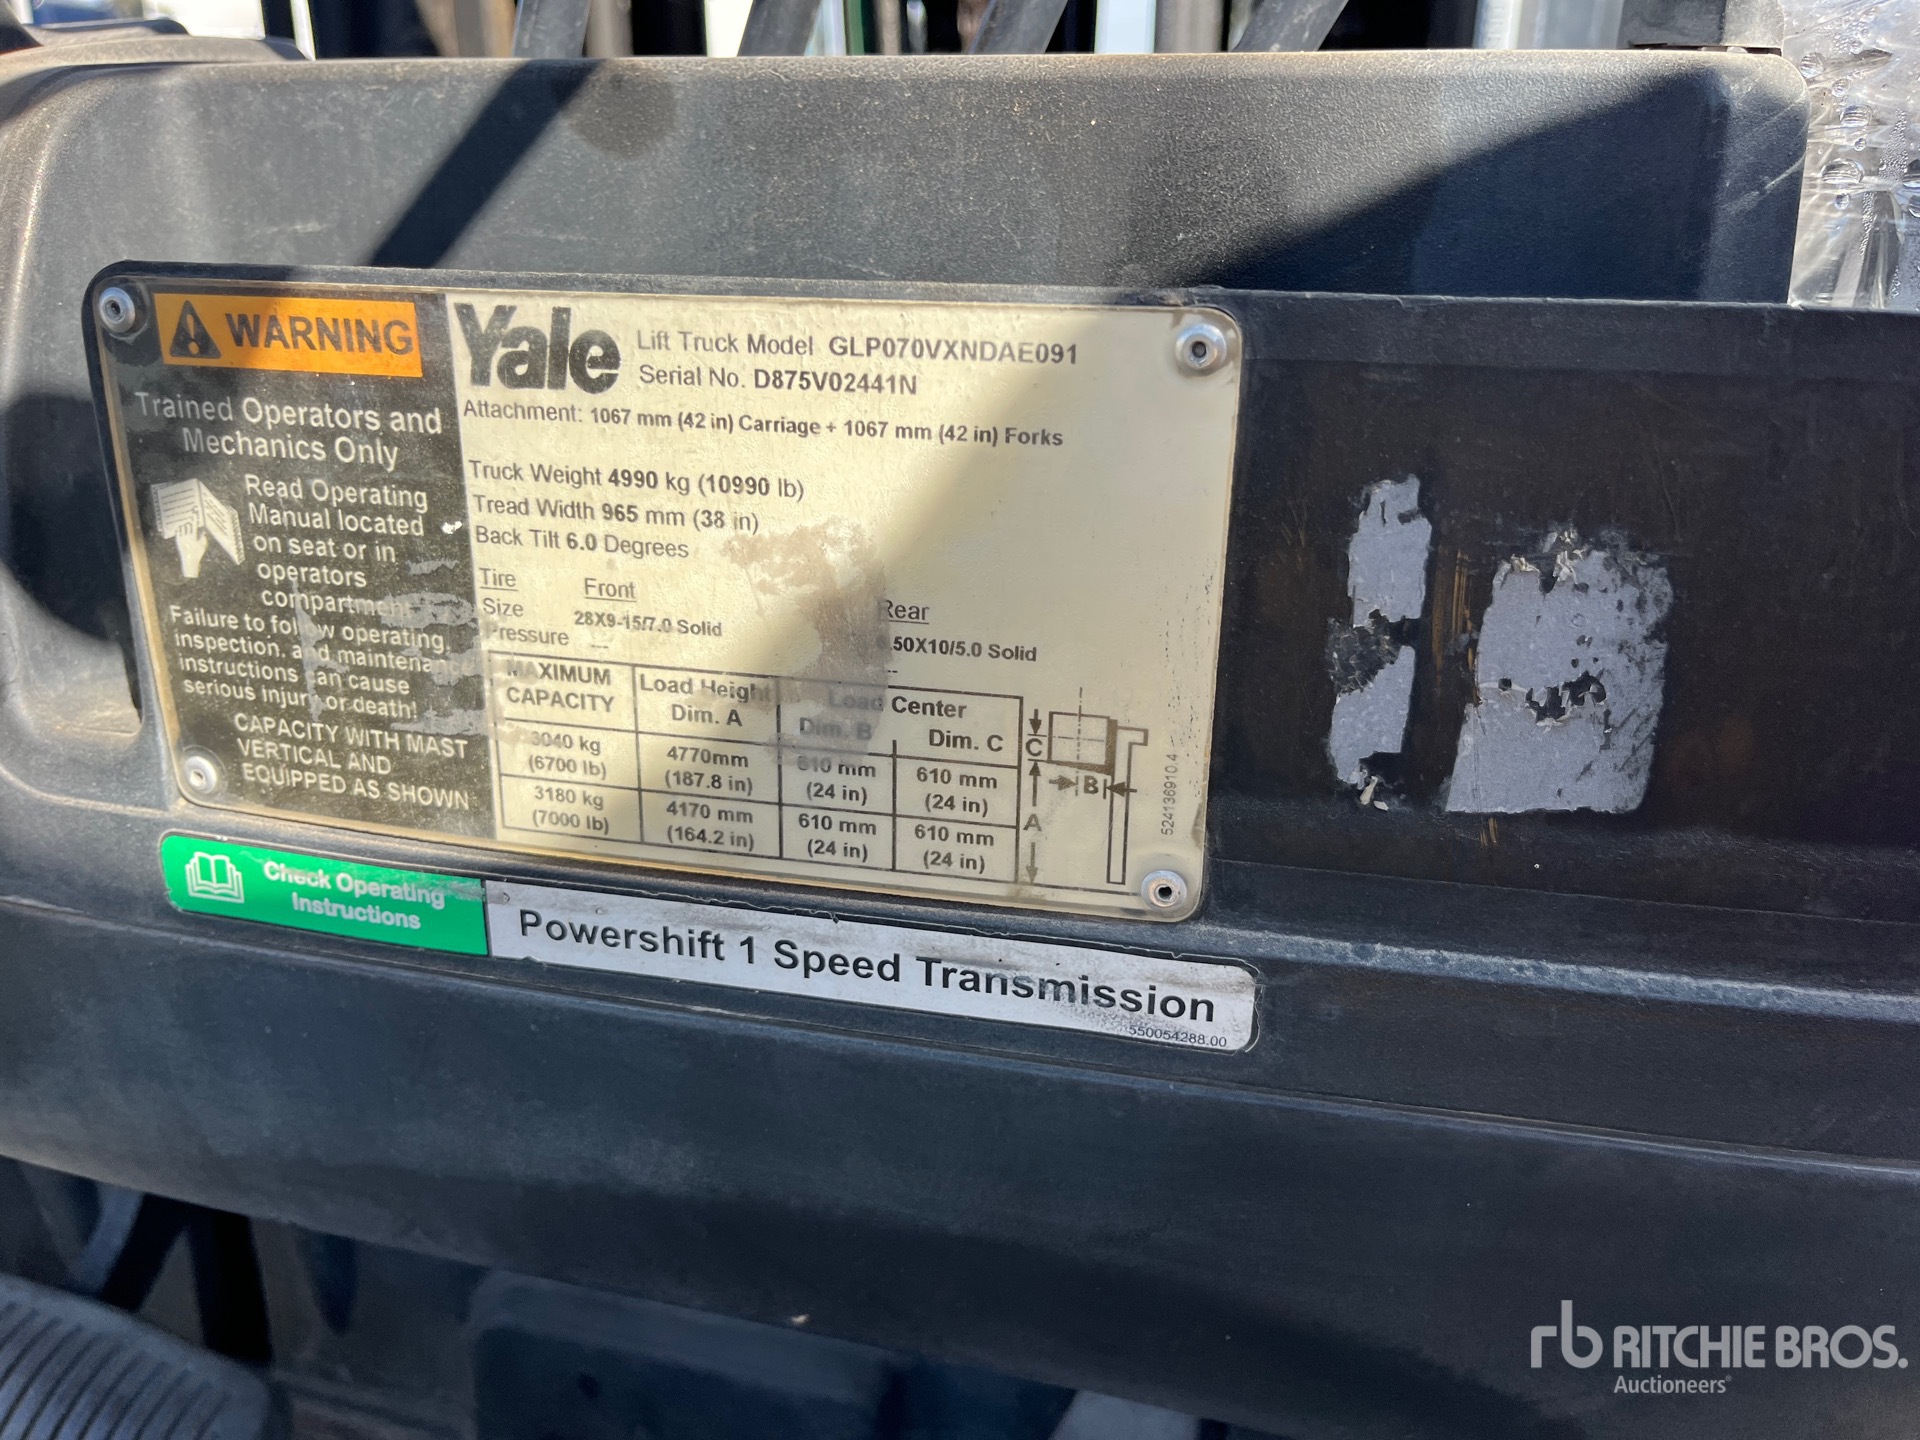 WARNING
Trained Operators and
Mechanics Only
Read Operating
Manual located
on seat or in
operators
compartment.
Failure to follow operating,
inspection, and maintenance
instructions can cause
serious injury or death!
CAPACITY WITH MAST
VERTICAL AND
EQUIPPED AS SHOWN
Yale
Lift Truck Model GLP070VXNDAE091
Serial No. D875V02441N
Attachment: 1067 mm (42 in) Carriage + 1067 mm (42 in) Forks
Truck Weight 4990 kg (10990 lb)
Tread Width 965 mm (38 in)
Back Tilt 6.0 Degrees
Tire Front Rear
Size 28X9-15/7.0 Solid .50X10/5.0 Solid
Pressure --- --
MAXIMUM CAPACITY
Load Height Dim. A
Load Center
Dim. B Dim. C
3040 kg 4770mm 610 mm 610 mm
(6700 lb) (187.8 in) (24 in) (24 in)
3180 kg 4170 mm 610 mm 610 mm
(7000 lb) (164.2 in) (24 in) (24 in)
C
B
A
524136910.4
Check Operating
Instructions
Powershift 1 Speed Transmission
550054288.00
rb RITCHIE BROS.
Auctioneers